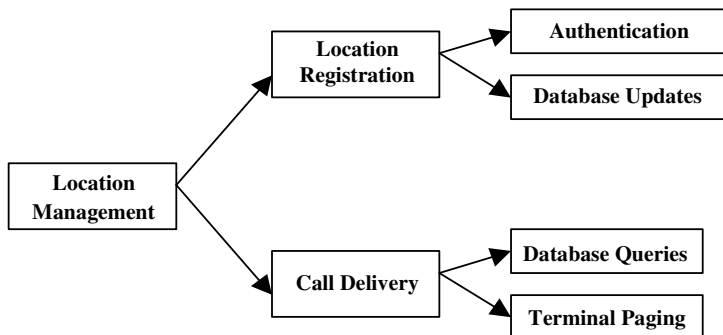 Location
Management
Location
Registration
Authentication
Database Updates
Call Delivery
Database Queries
Terminal Paging